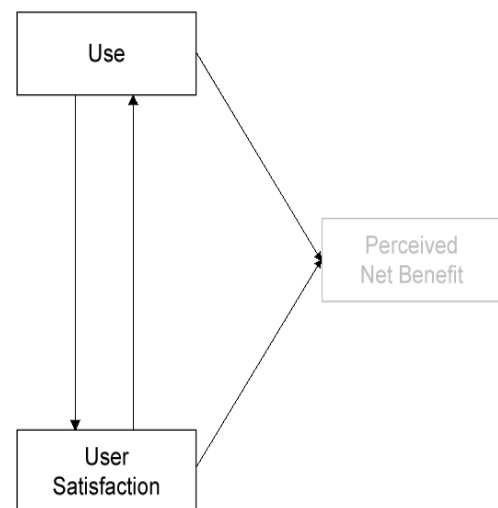 Use
Perceived
Net Benefit
User
Satisfaction